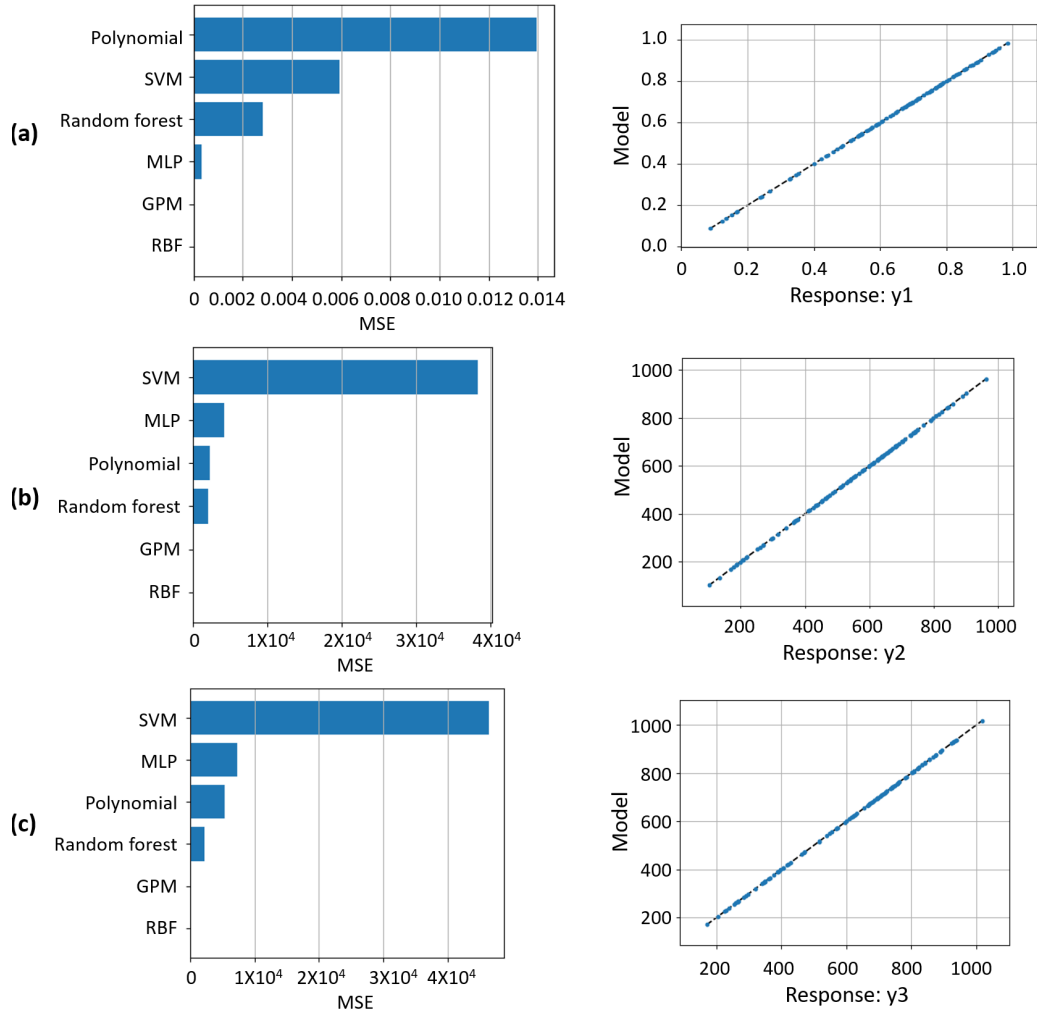 (a)
Polynomial
SVM
Random forest
MLP
GPM
RBF
0 0.002 0.004 0.006 0.008 0.010 0.012 0.014
MSE
Model
1.0
0.8
0.6
0.4
0.2
0.0
0 0.2 0.4 0.6 0.8 1.0
Response: y1
(b)
SVM
MLP
Polynomial
Random forest
GPM
RBF
0 1X10⁴ 2X10⁴ 3X10⁴ 4X10⁴
MSE
Model
1000
800
600
400
200
200 400 600 800 1000
Response: y2
(c)
SVM
MLP
Polynomial
Random forest
GPM
RBF
0 1X10⁴ 2X10⁴ 3X10⁴ 4X10⁴
MSE
Model
1000
800
600
400
200
200 400 600 800 1000
Response: y3